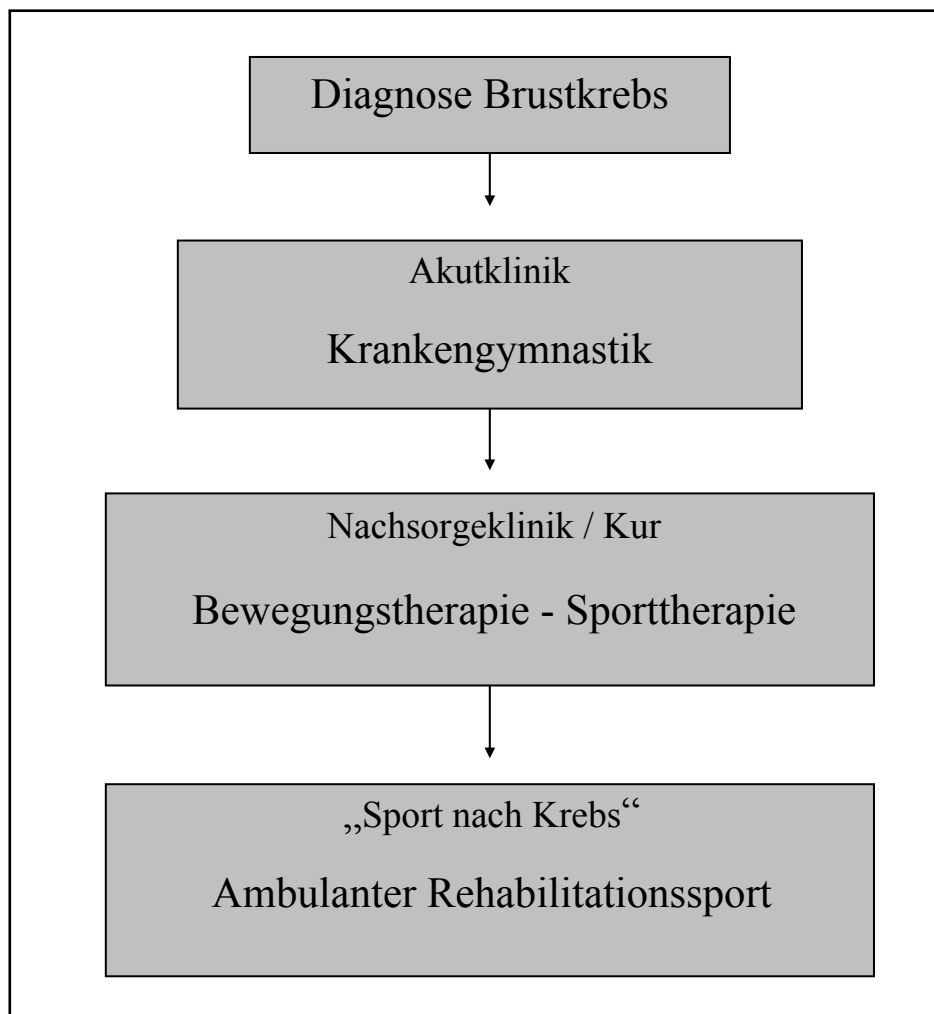 Diagnose Brustkrebs
Akutklinik
Krankengymnastik
Nachsorgeklinik / Kur
Bewegungstherapie - Sporttherapie
„Sport nach Krebs“
Ambulanter Rehabilitationssport